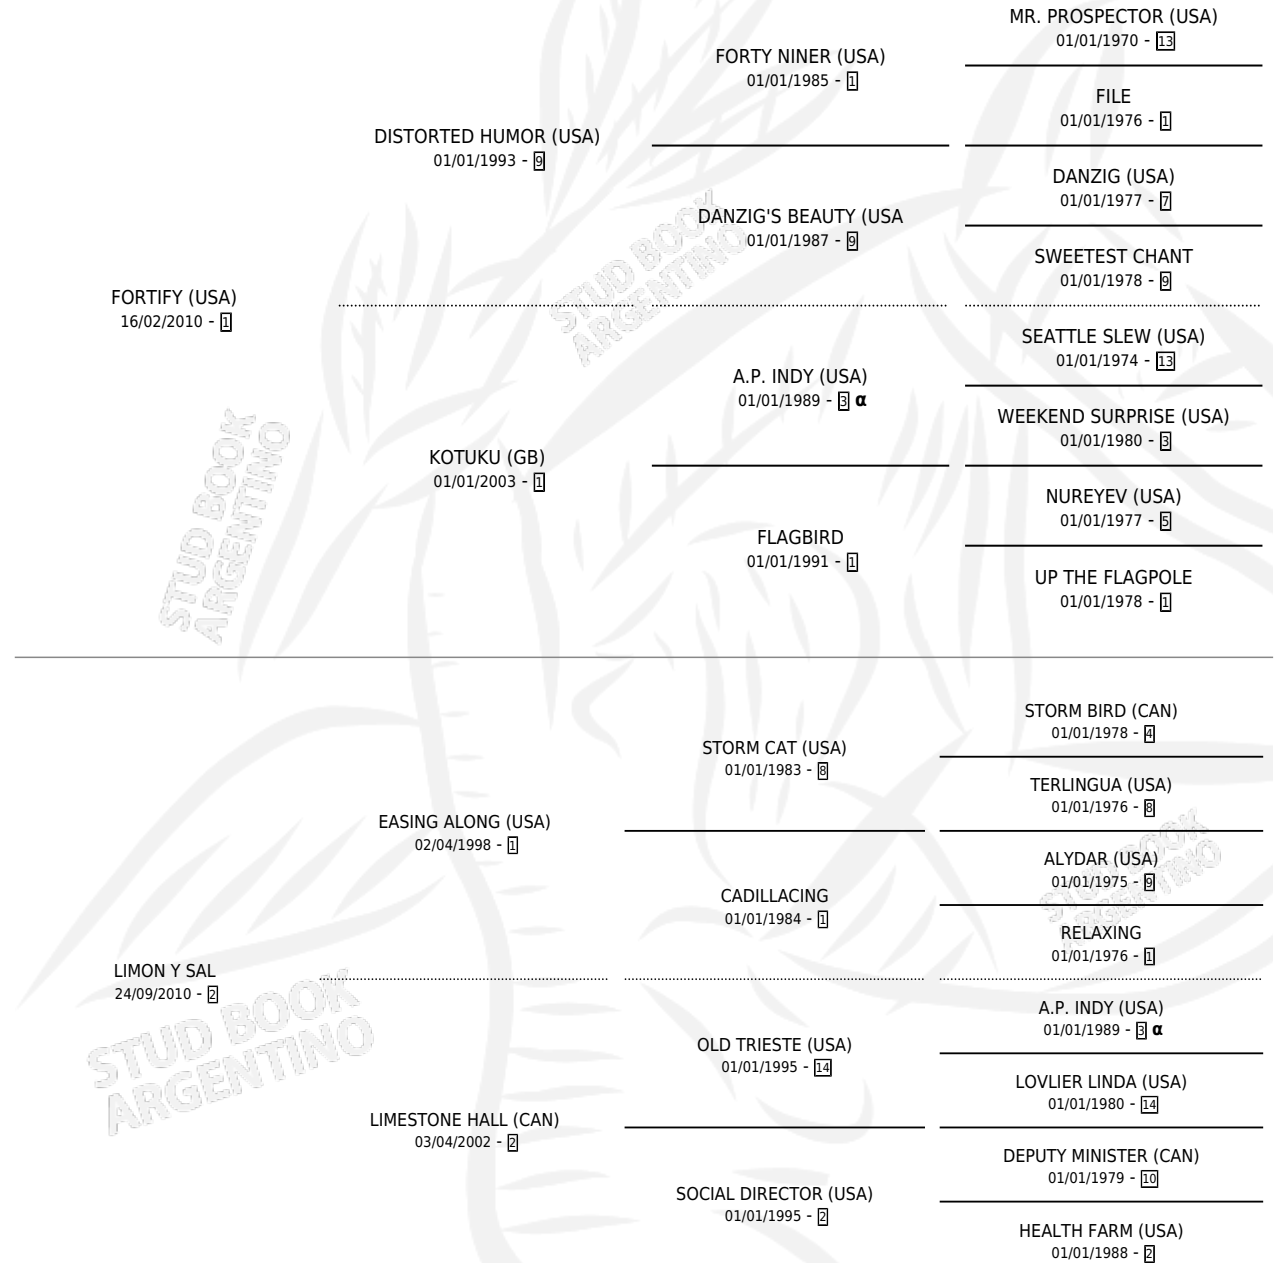 MR. PROSPECTOR (USA)
01/01/1970 - 13
FORTY NINER (USA)
01/01/1985 - 1
FILE
01/01/1976 - 1
DISTORTED HUMOR (USA)
01/01/1993 - 9
DANZIG (USA)
01/01/1977 - 7
DANZIG'S BEAUTY (USA
01/01/1987 - 9
SWEETEST CHANT
01/01/1978 - 9
FORTIFY (USA)
16/02/2010 - 1
SEATTLE SLEW (USA)
01/01/1974 - 13
A.P. INDY (USA)
01/01/1989 - 3 α
WEEKEND SURPRISE (USA)
01/01/1980 - 3
KOTUKU (GB)
01/01/2003 - 1
NUREYEV (USA)
01/01/1977 - 5
FLAGBIRD
01/01/1991 - 1
UP THE FLAGPOLE
01/01/1978 - 1
STORM BIRD (CAN)
01/01/1978 - 4
STORM CAT (USA)
01/01/1983 - 8
TERLINGUA (USA)
01/01/1976 - 8
EASING ALONG (USA)
02/04/1998 - 1
ALYDAR (USA)
01/01/1975 - 9
CADILLACING
01/01/1984 - 1
RELAXING
01/01/1976 - 1
LIMON Y SAL
24/09/2010 - 2
A.P. INDY (USA)
01/01/1989 - 3 α
OLD TRIESTE (USA)
01/01/1995 - 14
LOVLIER LINDA (USA)
01/01/1980 - 14
LIMESTONE HALL (CAN)
03/04/2002 - 2
DEPUTY MINISTER (CAN)
01/01/1979 - 10
SOCIAL DIRECTOR (USA)
01/01/1995 - 2
HEALTH FARM (USA)
01/01/1988 - 2
STUD BOOK
ARGENTINO
STUD BOOK
ARGENTINO
STUD BOOK
ARGENTINO
STUD BOOK
ARGENTINO